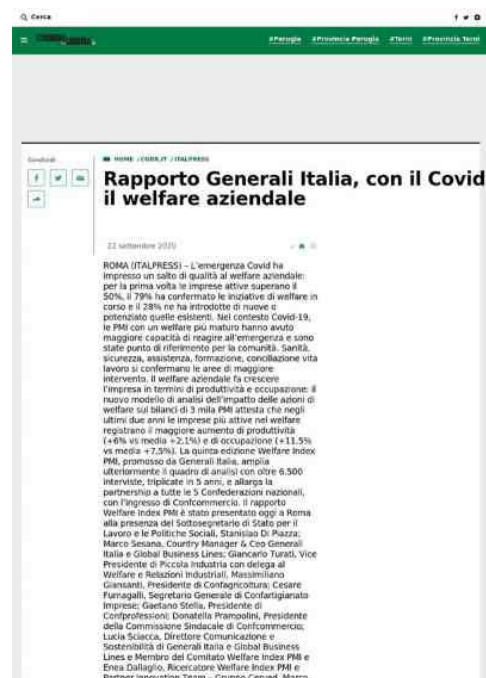 Cerca
#Perugia #Provincia Perugia #Terni #Provincia Terni
Condividi
HOME / CORR.IT / ITALPRESS
Rapporto Generali Italia, con il Covid
il welfare aziendale
22 settembre 2020
ROMA (ITALPRESS) – L'emergenza Covid ha
impresso un salto di qualità al welfare aziendale:
per la prima volta le imprese attive superano il
50%, il 79% ha confermato le iniziative di welfare in
corso e il 28% ne ha introdotte di nuove o
potenziato quelle esistenti. Nel contesto Covid-19,
le PMI con un welfare più maturo hanno avuto
maggiore capacità di reagire all'emergenza e sono
state punto di riferimento per la comunità. Sanità,
sicurezza, assistenza, formazione, conciliazione vita
lavoro si confermano le aree di maggiore
intervento. Il welfare aziendale fa crescere
l'impresa in termini di produttività e occupazione: il
nuovo modello di analisi dell'impatto delle azioni di
welfare sui bilanci di 3 mila PMI attesta che negli
ultimi due anni le imprese più attive nel welfare
registrano il maggiore aumento di produttività
(+6% vs media +2,1%) e di occupazione (+11,5%
vs media +7,5%). La quinta edizione Welfare Index
PMI, promosso da Generali Italia, amplia
ulteriormente il quadro di analisi con oltre 6.500
interviste, triplicate in 5 anni, e allarga la
partnership a tutte le 5 Confederazioni nazionali,
con l'ingresso di Confcommercio. Il rapporto
Welfare Index PMI è stato presentato oggi a Roma
alla presenza del Sottosegretario di Stato per il
Lavoro e le Politiche Sociali, Stanislao Di Piazza;
Marco Sesana, Country Manager & Ceo Generali
Italia e Global Business Lines; Giancarlo Turati, Vice
Presidente di Piccola Industria con delega al
Welfare e Relazioni Industriali, Massimiliano
Giansanti, Presidente di Confagricoltura; Cesare
Fumagalli, Segretario Generale di Confartigianato
Imprese; Gaetano Stella, Presidente di
Confprofessioni; Donatella Prampolini, Presidente
della Commissione Sindacale di Confcommercio;
Lucia Sciacca, Direttore Comunicazione e
Sostenibilità di Generali Italia e Global Business
Lines e Membro del Comitato Welfare Index PMI e
Enea Dallaglio, Ricercatore Welfare Index PMI e
Partner Innovation Team – Gruppo Cerved. Marco